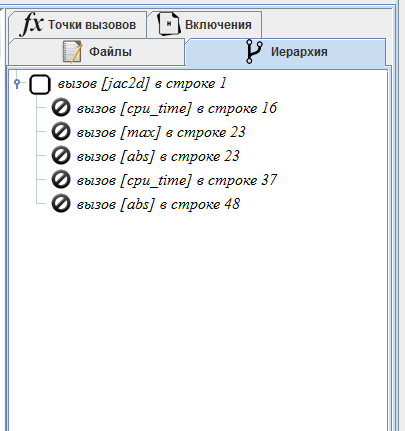 fx Точки вызовов
H Включения
Файлы
Иерархия
вызов [jac2d] в строке 1
вызов [cpu_time] в строке 16
вызов [max] в строке 23
вызов [abs] в строке 23
вызов [cpu_time] в строке 37
вызов [abs] в строке 48